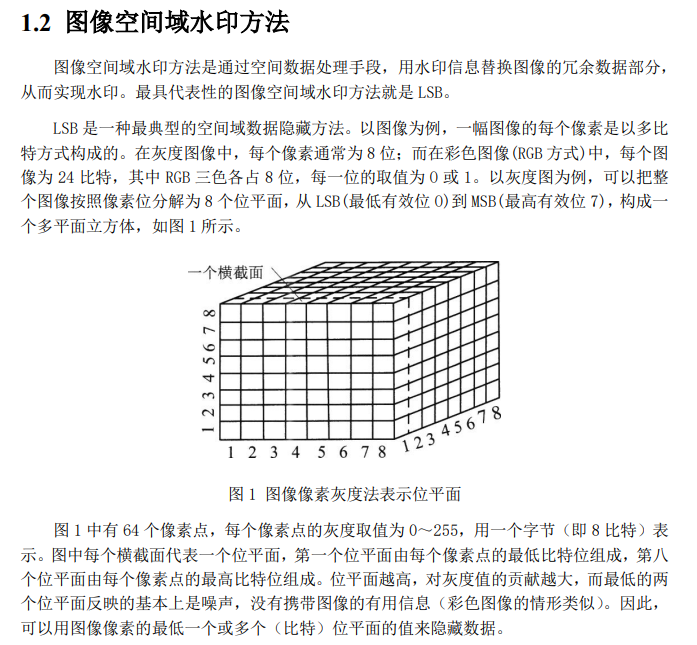 1.2 图像空间域水印方法
图像空间域水印方法是通过空间数据处理手段，用水印信息替换图像的冗余数据部分，
从而实现水印。最具代表性的图像空间域水印方法就是 LSB。
LSB 是一种最典型的空间域数据隐藏方法。以图像为例，一幅图像的每个像素是以多比
特方式构成的。在灰度图像中，每个像素通常为 8 位；而在彩色图像(RGB 方式)中，每个图
像为 24 比特，其中 RGB 三色各占 8 位，每一位的取值为 0 或 1。以灰度图为例，可以把整
个图像按照像素位分解为 8 个位平面，从 LSB(最低有效位 0)到 MSB(最高有效位 7)，构成一
个多平面立方体，如图 1 所示。
一个横截面
1 2 3 4 5 6 7 8
1 2 3 4 5 6 7 8
1 2 3 4 5 6 7 8
图 1 图像像素灰度法表示位平面
图 1 中有 64 个像素点，每个像素点的灰度取值为 0～255，用一个字节（即 8 比特）表
示。图中每个横截面代表一个位平面，第一个位平面由每个像素点的最低比特位组成，第八
个位平面由每个像素点的最高比特位组成。位平面越高，对灰度值的贡献越大，而最低的两
个位平面反映的基本上是噪声，没有携带图像的有用信息（彩色图像的情形类似）。因此，
可以用图像像素的最低一个或多个（比特）位平面的值来隐藏数据。